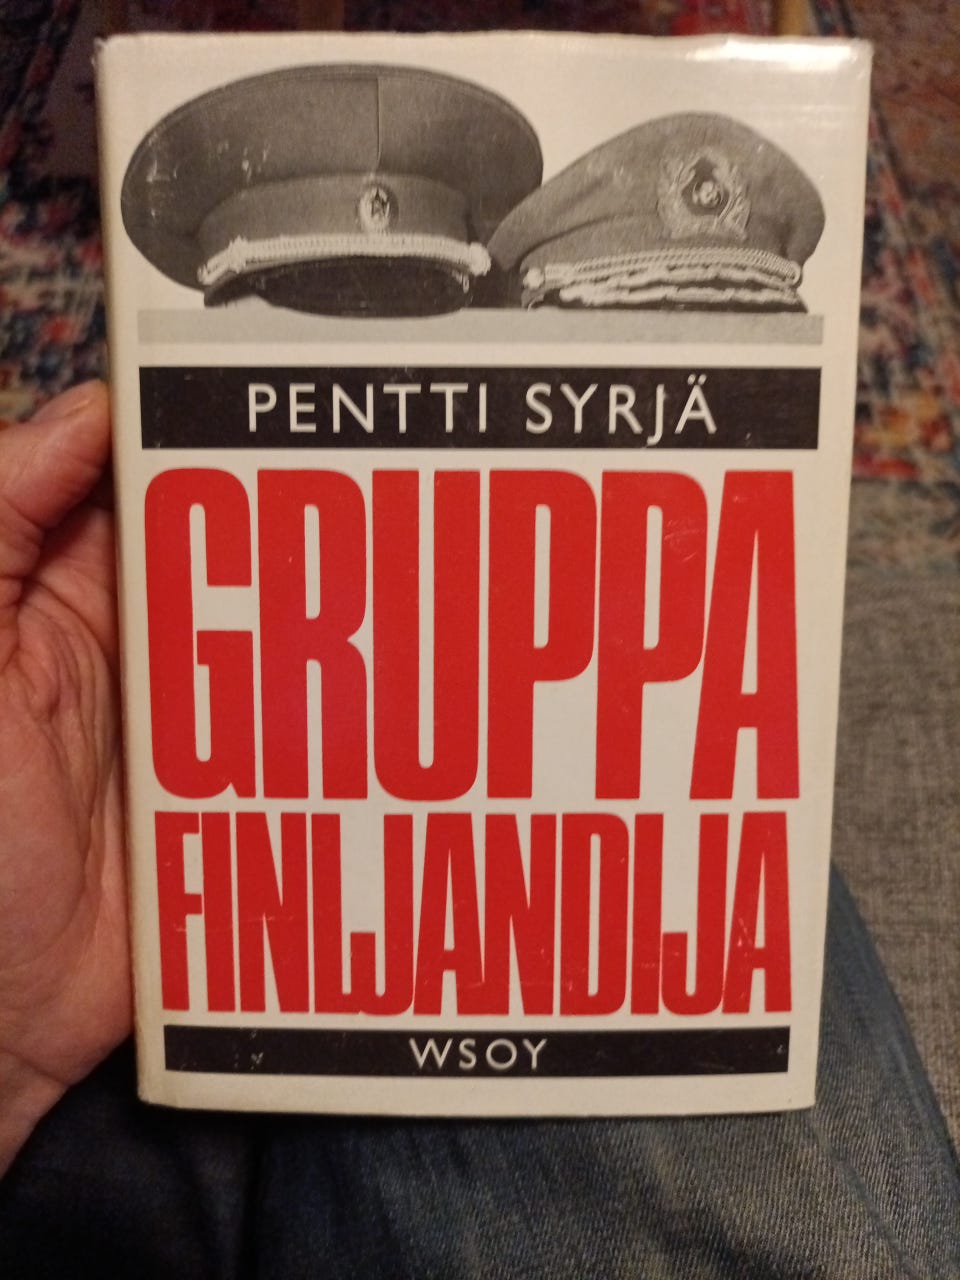 PENTTI SYRJÄ
GRUPPA
FINLJANDIJA
WSOY